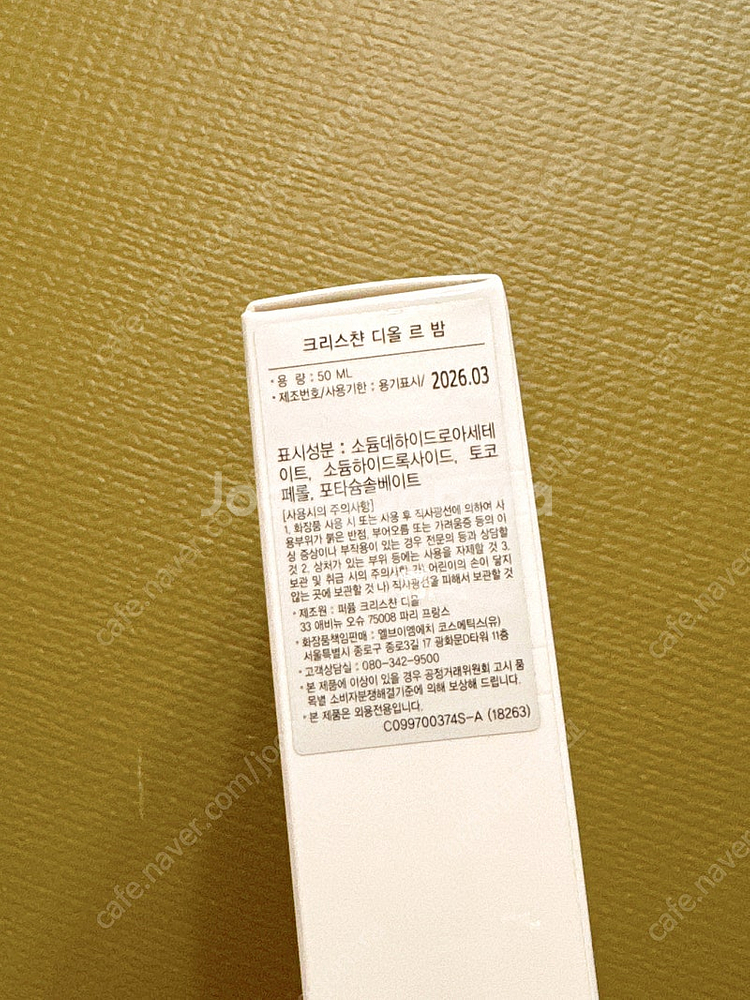 크리스챤 디올 르 밤
• 용 량 : 50 ML
• 제조번호/사용기한 : 용기표시/ 2026.03
표시성분 : 소듐데하이드로아세테
이트, 소듐하이드록사이드, 토코
페롤, 포타슘솔베이트
[사용시의 주의사항]
1. 화장품 사용 시 또는 사용 후 직사광선에 의하여 사
용부위가 붉은 반점, 부어오름 또는 가려움증 등의 이
상 증상이나 부작용이 있는 경우 전문의 등과 상담할
것 2. 상처가 있는 부위 등에는 사용을 자제할 것 3.
보관 및 취급 시의 주의사항 가) 어린이의 손이 닿지
않는 곳에 보관할 것 나) 직사광선을 피해서 보관할 것
• 제조원 : 퍼퓸 크리스챤 디올
33 애비뉴 오슈 75008 파리 프랑스
• 화장품책임판매 : 엘브이엠에치 코스메틱스(유)
서울특별시 종로구 종로3길 17 광화문D타워 11층
• 고객상담실 : 080-342-9500
• 본 제품에 이상이 있을 경우 공정거래위원회 고시 품
목별 소비자분쟁해결기준에 의해 보상해 드립니다.
• 본 제품은 외용전용입니다.
C099700374S-A (18263)
cafe.naver.com/jo
cafe.naver